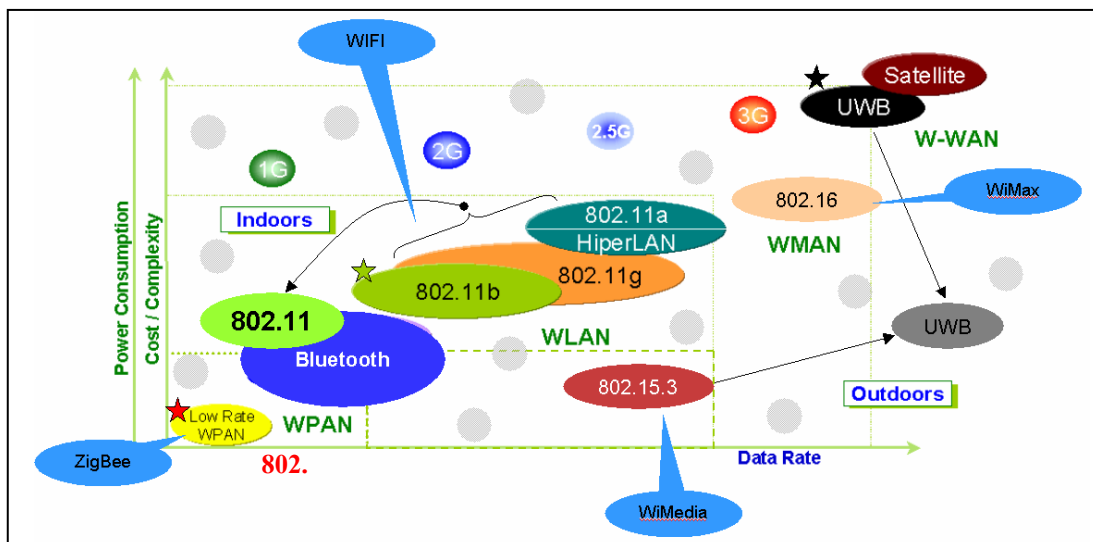 WIFI
Satellite
UWB
W-WAN
3G
2.5G
2G
1G
WiMax
802.16
WMAN
Indoors
802.11a
HiperLAN
802.11g
802.11b
802.11
WLAN
Bluetooth
UWB
802.15.3
Outdoors
Low Rate
WPAN
WPAN
ZigBee
802.
Data Rate
WiMedia
Power Consumption
Cost / Complexity